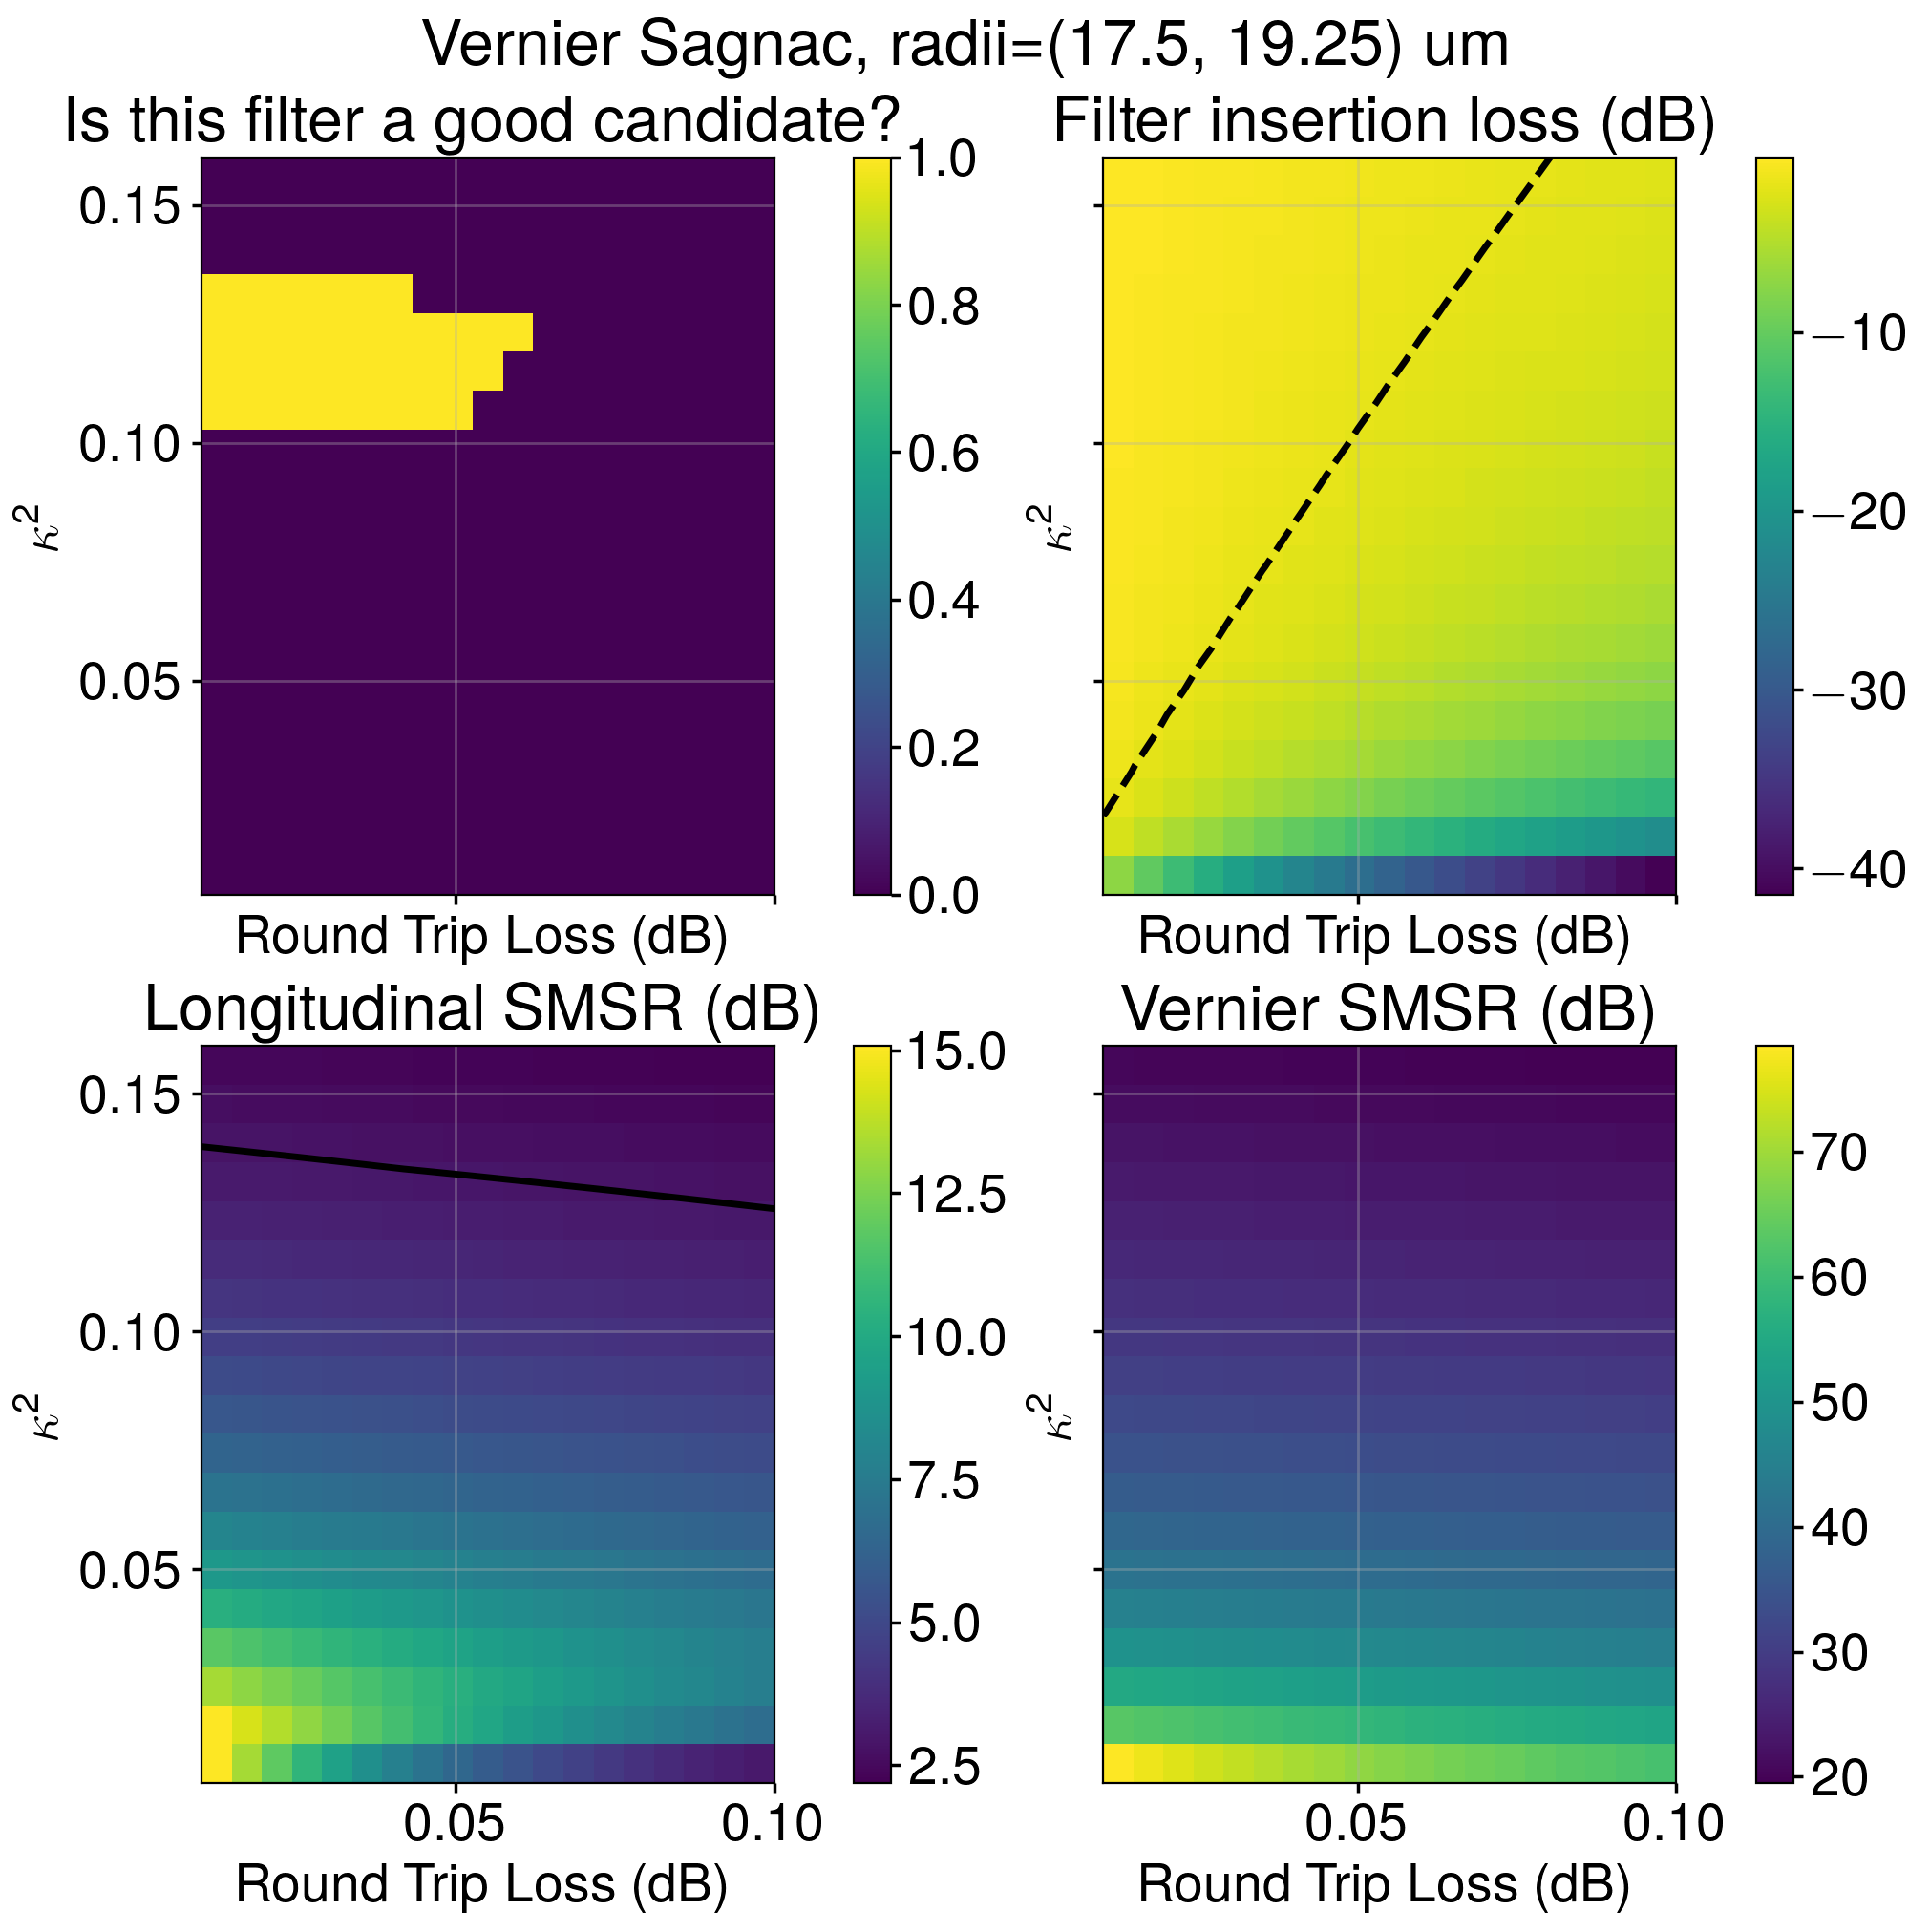 Vernier Sagnac, radii=(17.5, 19.25) um
Is this filter a good candidate?
1.0
0.8
0.6
0.4
0.2
0.0
0.15
0.10
0.05
κ²
Round Trip Loss (dB)
Filter insertion loss (dB)
−10
−20
−30
−40
κ²
Round Trip Loss (dB)
Longitudinal SMSR (dB)
15.0
12.5
10.0
7.5
5.0
2.5
0.15
0.10
0.05
κ²
0.05 0.10
Round Trip Loss (dB)
Vernier SMSR (dB)
70
60
50
40
30
20
κ²
0.05 0.10
Round Trip Loss (dB)